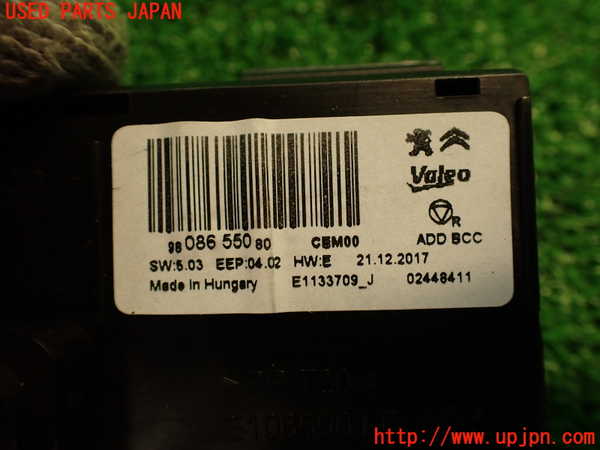 USED PARTS JAPAN
98 086 550 80 CBM00
Valeo
R
ADD BCC
SW:5.03 EEP:04.02 HW:E 21.12.2017
Made in Hungary E1133709_J 02448411
http://www.upjpn.com